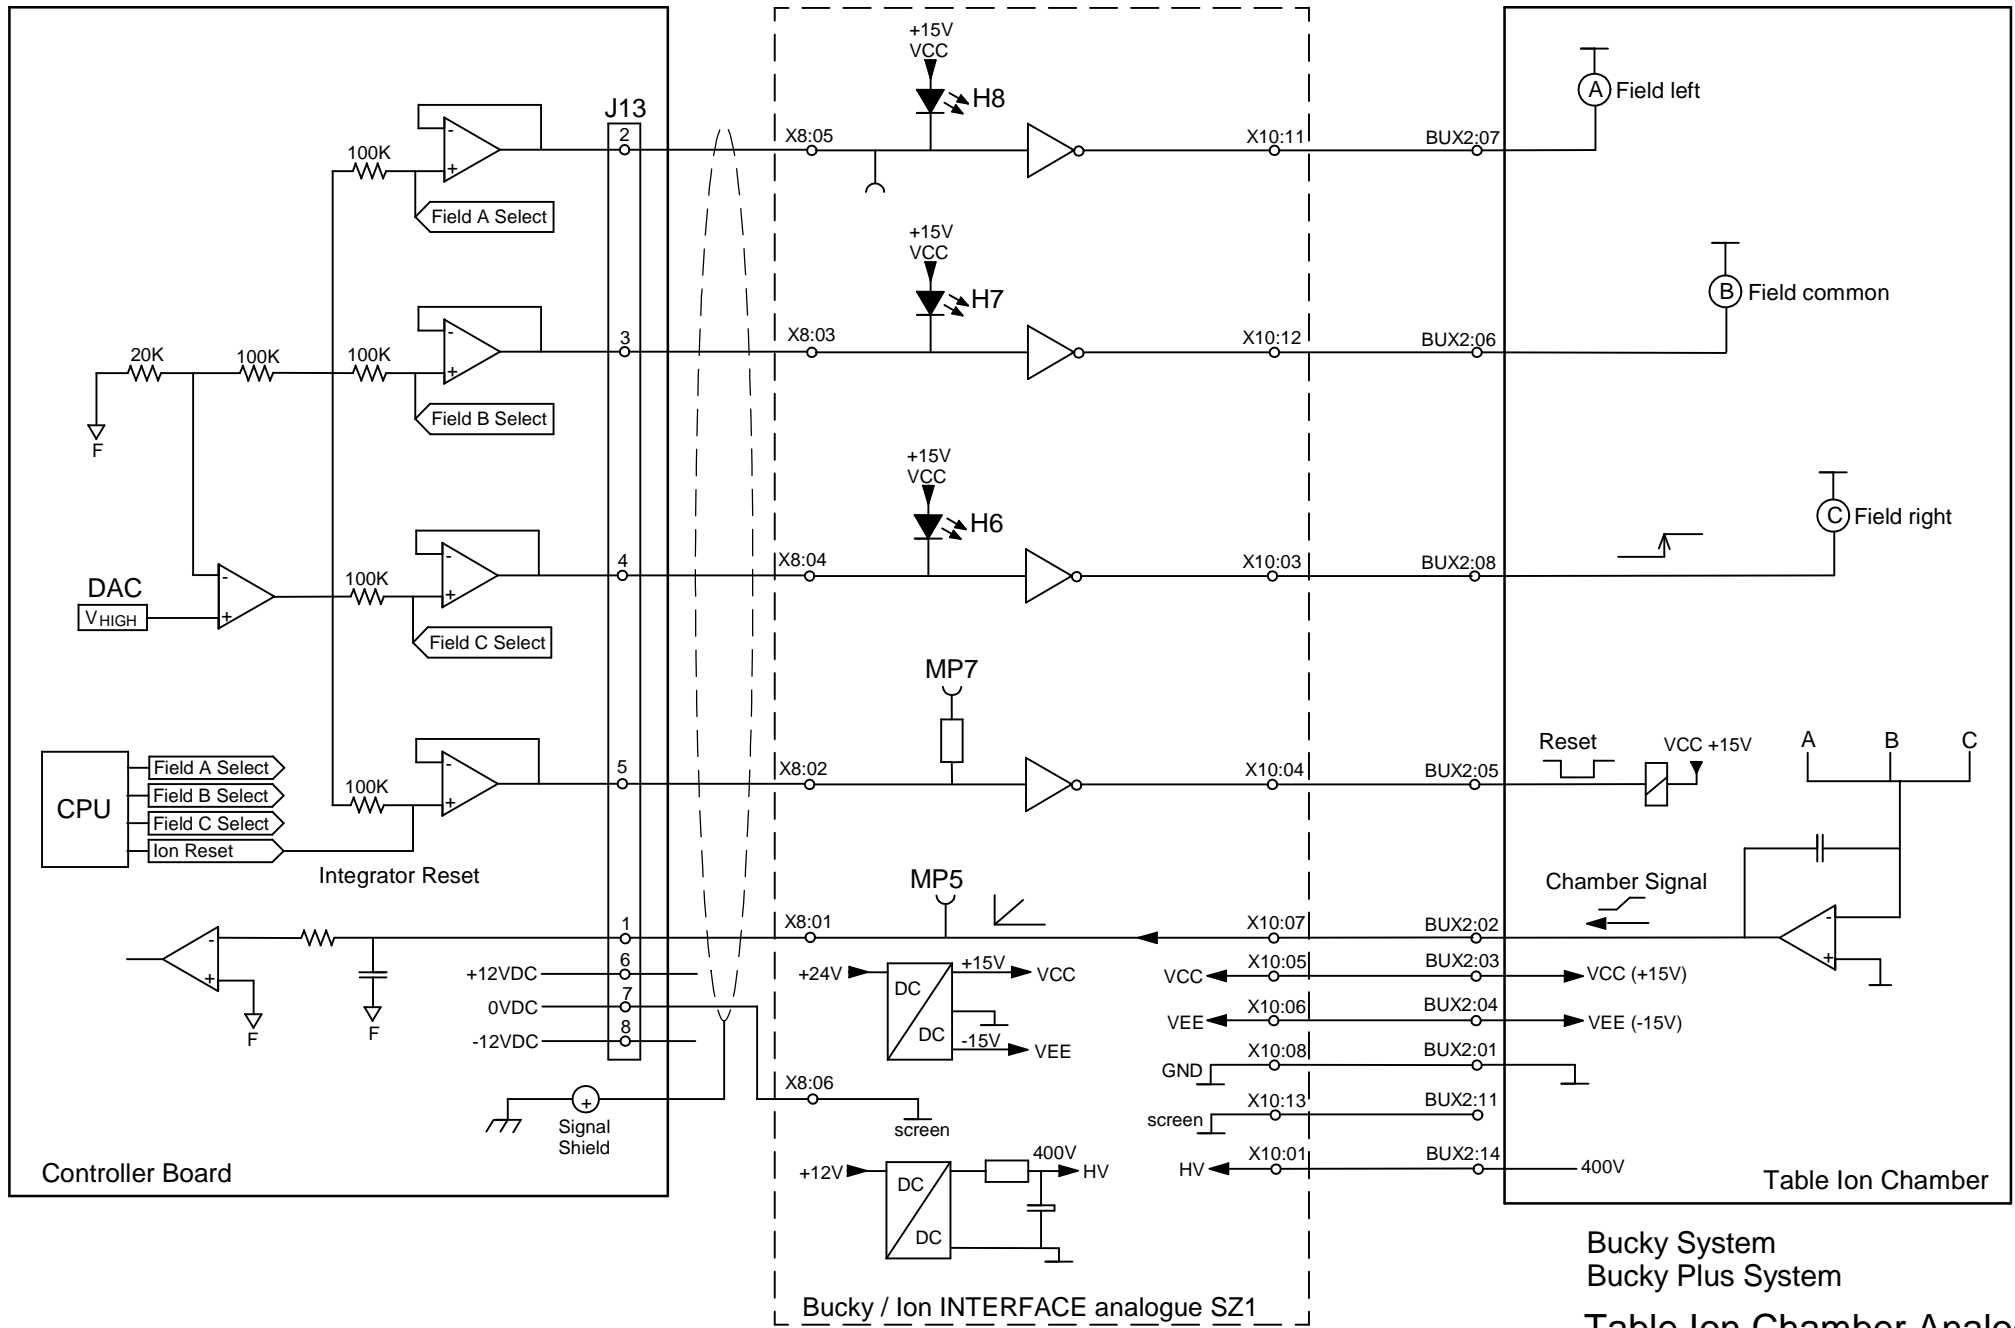 +15V
VCC
H8
J13
2
X8:05
X10:11
BUX2:07
A
Field left
100K
-
+
Field A Select
+15V
VCC
H7
3
X8:03
X10:12
BUX2:06
B
Field common
20K
100K
100K
-
+
Field B Select
F
+15V
VCC
H6
4
X8:04
X10:03
BUX2:08
C
Field right
DAC
VHIGH
-
+
100K
-
+
Field C Select
MP7
CPU
Field A Select
Field B Select
Field C Select
Ion Reset
100K
-
+
Integrator Reset
5
X8:02
X10:04
BUX2:05
Reset
VCC +15V
A
B
C
MP5
Chamber Signal
1
X8:01
X10:07
BUX2:02
-
+
-
+
F
F
+12VDC
6
0VDC
7
-12VDC
8
+24V
DC
DC
+15V
VCC
-15V
VEE
VCC
X10:05
BUX2:03
VCC (+15V)
VEE
X10:06
BUX2:04
VEE (-15V)
GND
X10:08
BUX2:01
X8:06
screen
screen
X10:13
BUX2:11
+
Signal
Shield
+12V
DC
DC
400V
HV
HV
X10:01
BUX2:14
400V
Controller Board
Table Ion Chamber
Bucky / Ion INTERFACE analogue SZ1
Bucky System
Bucky Plus System
Table Ion Chamber Analo